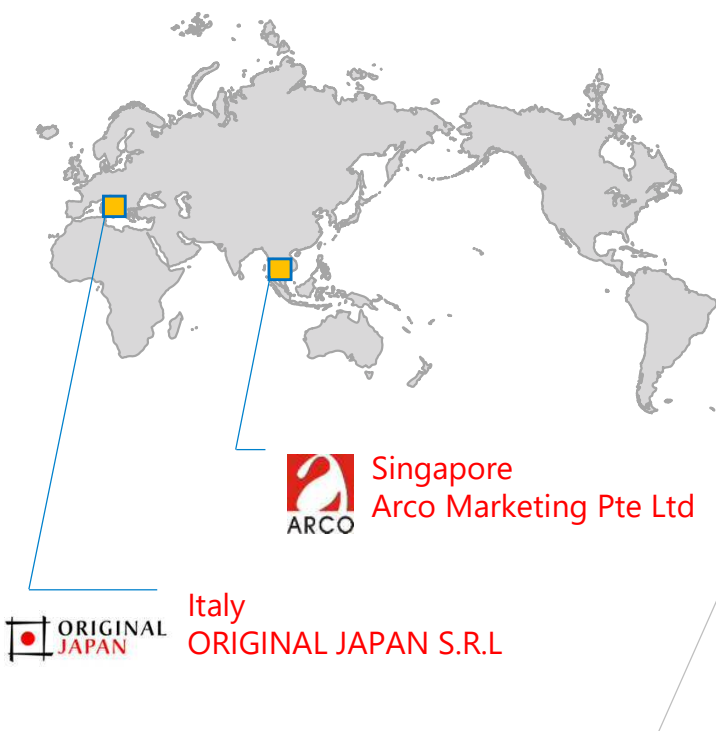 Singapore
Arco Marketing Pte Ltd
ARCO
Italy
ORIGINAL JAPAN S.R.L
ORIGINAL
JAPAN